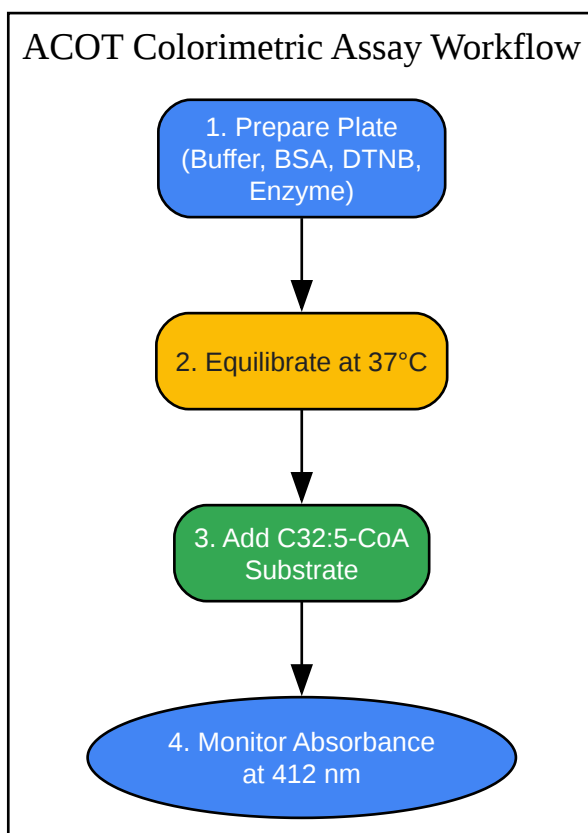 ACOT Colorimetric Assay Workflow
1. Prepare Plate
(Buffer, BSA, DTNB,
Enzyme)
2. Equilibrate at 37°C
3. Add C32:5-CoA
Substrate
4. Monitor Absorbance
at 412 nm